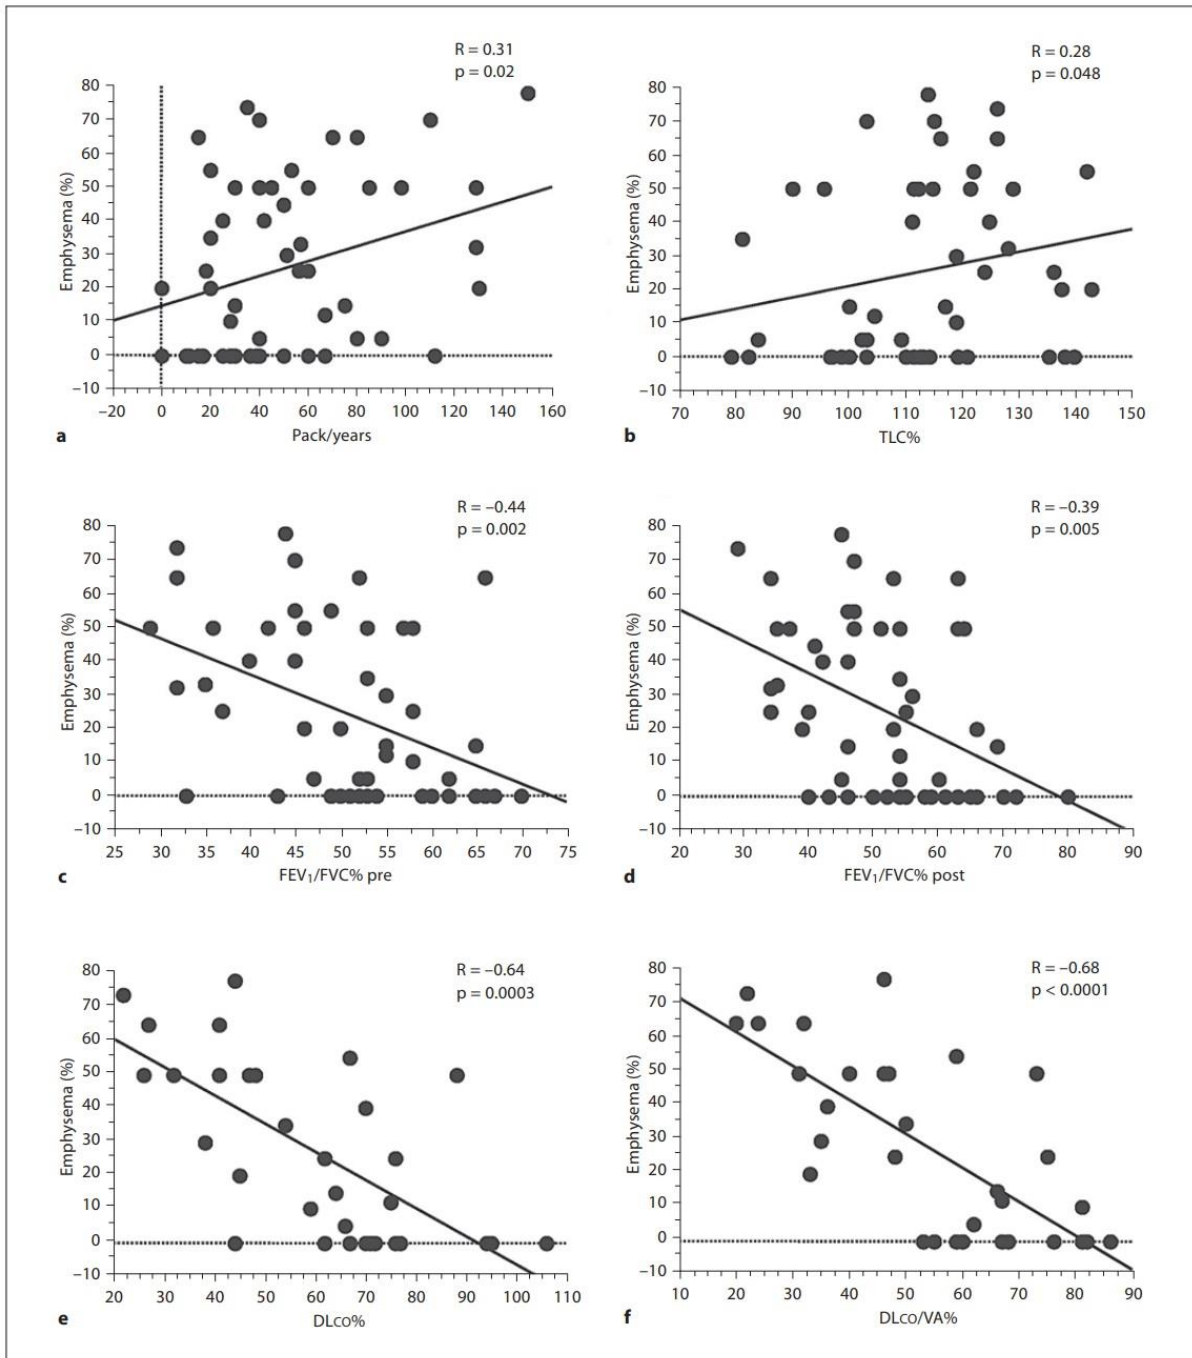 R = 0.31
p = 0.02
80
70
60
50
40
30
20
10
0
–10
Emphysema (%)
–20 0 20 40 60 80 100 120 140 160
a
Pack/years
R = 0.28
p = 0.048
80
70
60
50
40
30
20
10
0
–10
Emphysema (%)
70 80 90 100 110 120 130 140 150
b
TLC%
R = –0.44
p = 0.002
80
70
60
50
40
30
20
10
0
–10
Emphysema (%)
25 30 35 40 45 50 55 60 65 70 75
c
FEV₁/FVC% pre
R = –0.39
p = 0.005
80
70
60
50
40
30
20
10
0
–10
Emphysema (%)
20 30 40 50 60 70 80 90
d
FEV₁/FVC% post
R = –0.64
p = 0.0003
80
70
60
50
40
30
20
10
0
–10
Emphysema (%)
20 30 40 50 60 70 80 90 100 110
e
DLCO%
R = –0.68
p < 0.0001
80
70
60
50
40
30
20
10
0
–10
Emphysema (%)
10 20 30 40 50 60 70 80 90
f
DLCO/VA%